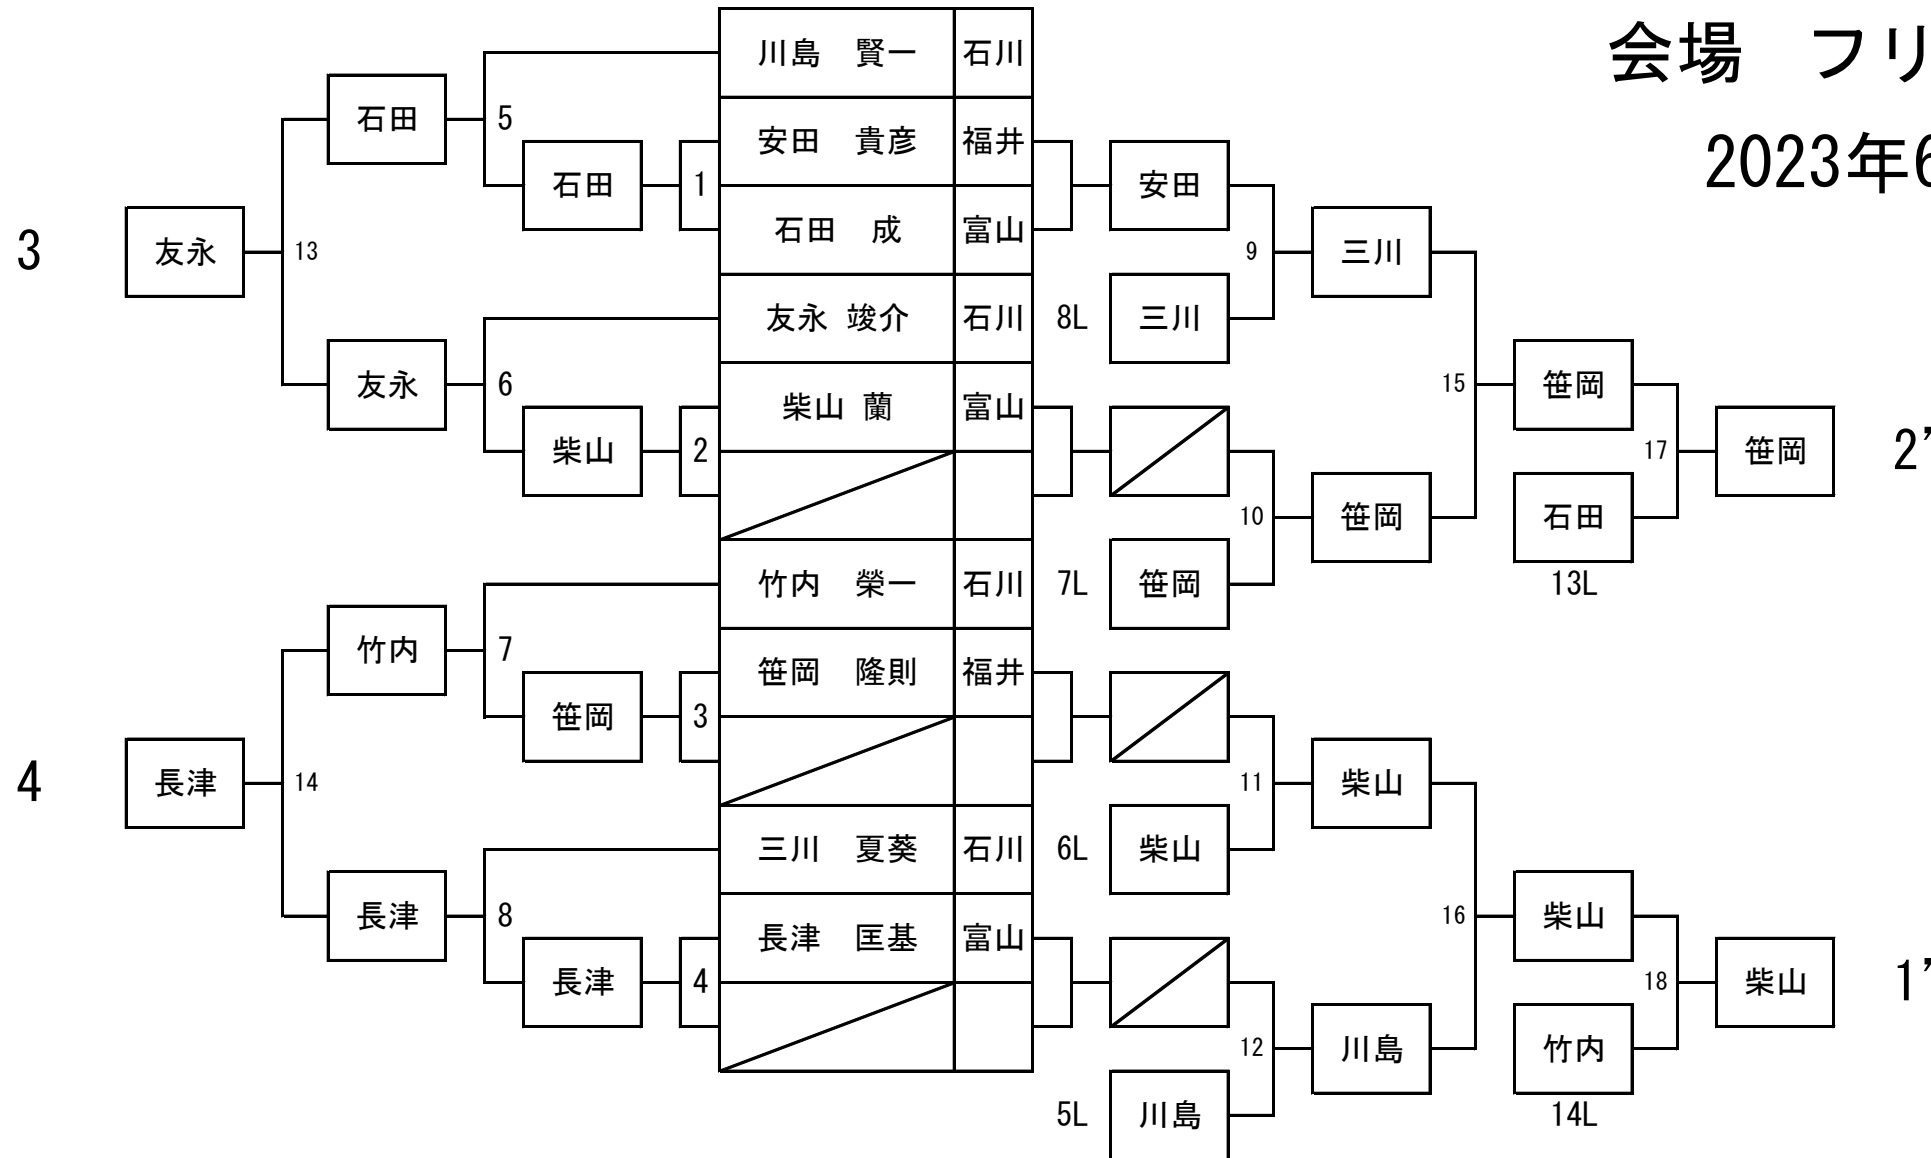 会場 フリ
2023年6
川島 賢一 石川
安田 貴彦 福井
石田 成 富山
友永 竣介 石川
柴山 蘭 富山
竹内 榮一 石川
笹岡 隆則 福井
三川 夏葵 石川
長津 匡基 富山
3
友永
13
石田
5
石田
1
友永
6
柴山
2
4
長津
14
竹内
7
笹岡
3
長津
8
長津
4
安田
9
8L
三川
三川
10
7L
笹岡
笹岡
15
笹岡
17
石田
13L
笹岡
2’
11
6L
柴山
柴山
12
5L
川島
川島
16
柴山
18
竹内
14L
柴山
1’